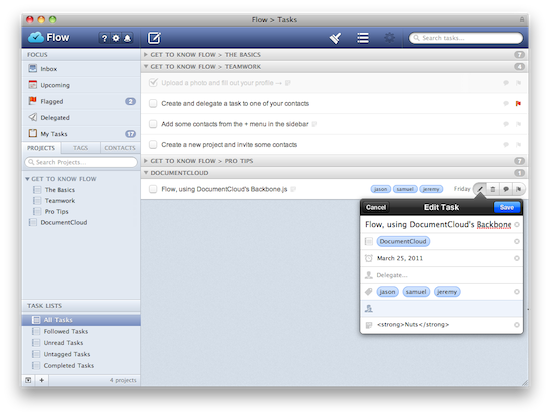 Flow > Tasks
Flow
Search tasks...
FOCUS
Inbox
Upcoming
Flagged 2
Delegated
My Tasks 17
PROJECTS TAGS CONTACTS
Search Projects...
GET TO KNOW FLOW
The Basics
Teamwork
Pro Tips
DocumentCloud
TASK LISTS
All Tasks
Followed Tasks
Unread Tasks
Untagged Tasks
Completed Tasks
4 projects
GET TO KNOW FLOW > THE BASICS 7
GET TO KNOW FLOW > TEAMWORK 4
Upload a photo and fill out your profile →
Create and delegate a task to one of your contacts
Add some contacts from the + menu in the sidebar
Create a new project and invite some contacts
GET TO KNOW FLOW > PRO TIPS 7
DOCUMENTCLOUD 1
Flow, using DocumentCloud's Backbone.js jason samuel jeremy Friday
Cancel Edit Task Save
Flow, using DocumentCloud's Backbone
DocumentCloud
March 25, 2011
Delegate...
jason samuel jeremy
<strong>Nuts</strong>